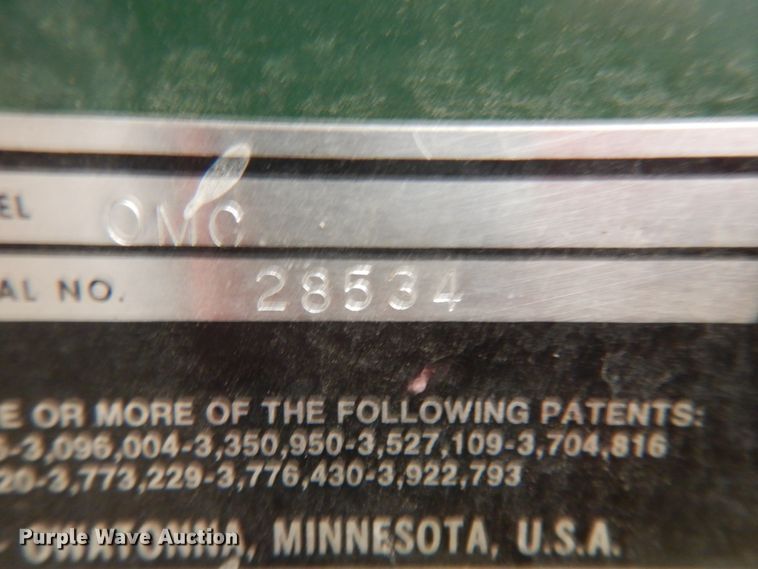 EL OMC
AL NO. 28534
E OR MORE OF THE FOLLOWING PATENTS:
-3,096,004-3,350,950-3,527,109-3,704,816
20-3,773,229-3,776,430-3,922,793
OWATONNA, MINNESOTA, U.S.A.
Purple Wave Auction